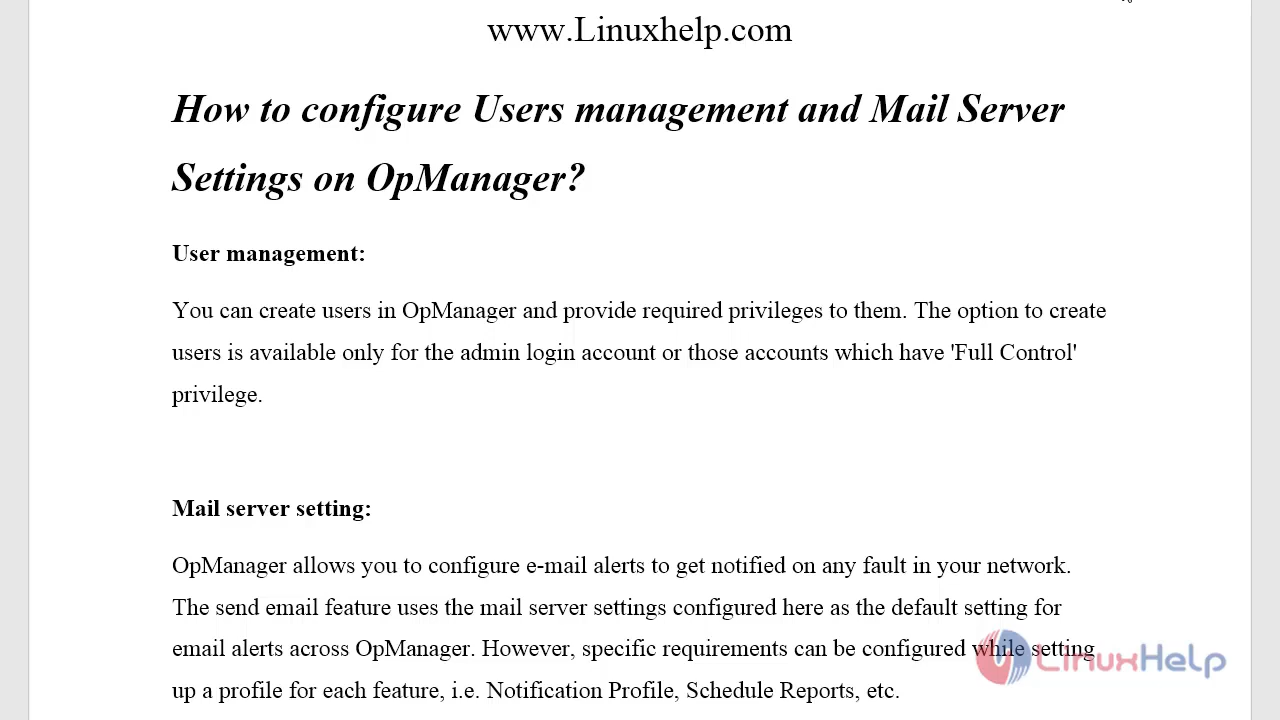 www.Linuxhelp.com
How to configure Users management and Mail Server
Settings on OpManager?
User management:
You can create users in OpManager and provide required privileges to them. The option to create
users is available only for the admin login account or those accounts which have 'Full Control'
privilege.
Mail server setting:
OpManager allows you to configure e-mail alerts to get notified on any fault in your network.
The send email feature uses the mail server settings configured here as the default setting for
email alerts across OpManager. However, specific requirements can be configured while setting
up a profile for each feature, i.e. Notification Profile, Schedule Reports, etc.
LinuxHelp